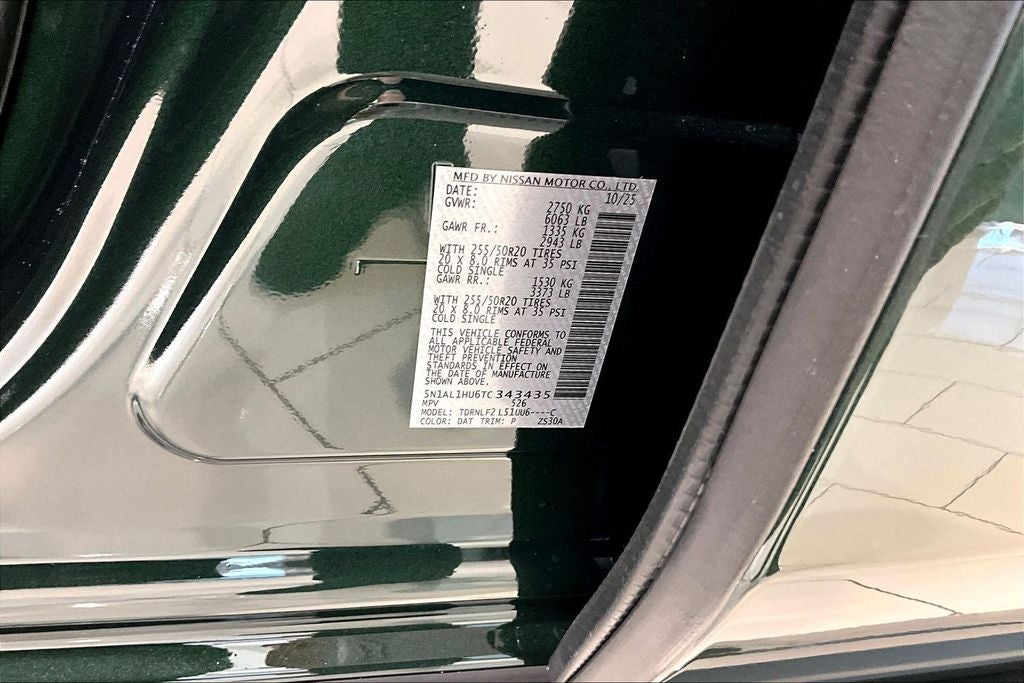 MFD BY NISSAN MOTOR CO., LTD.
DATE: 10/25
GVWR: 2750 KG
6063 LB
GAWR FR.: 1335 KG
2943 LB
WITH 255/50R20 TIRES
20 X 8.0 RIMS AT 35 PSI
COLD SINGLE
GAWR RR.: 1530 KG
3373 LB
WITH 255/50R20 TIRES
20 X 8.0 RIMS AT 35 PSI
COLD SINGLE
THIS VEHICLE CONFORMS TO
ALL APPLICABLE FEDERAL
MOTOR VEHICLE SAFETY AND
THEFT PREVENTION
STANDARDS IN EFFECT ON
THE DATE OF MANUFACTURE
SHOWN ABOVE.
5N1AL1HU6TC343435
MPV 526
MODEL: TDRNLF2 L51UU6----C
COLOR: DAT TRIM: P ZS30A